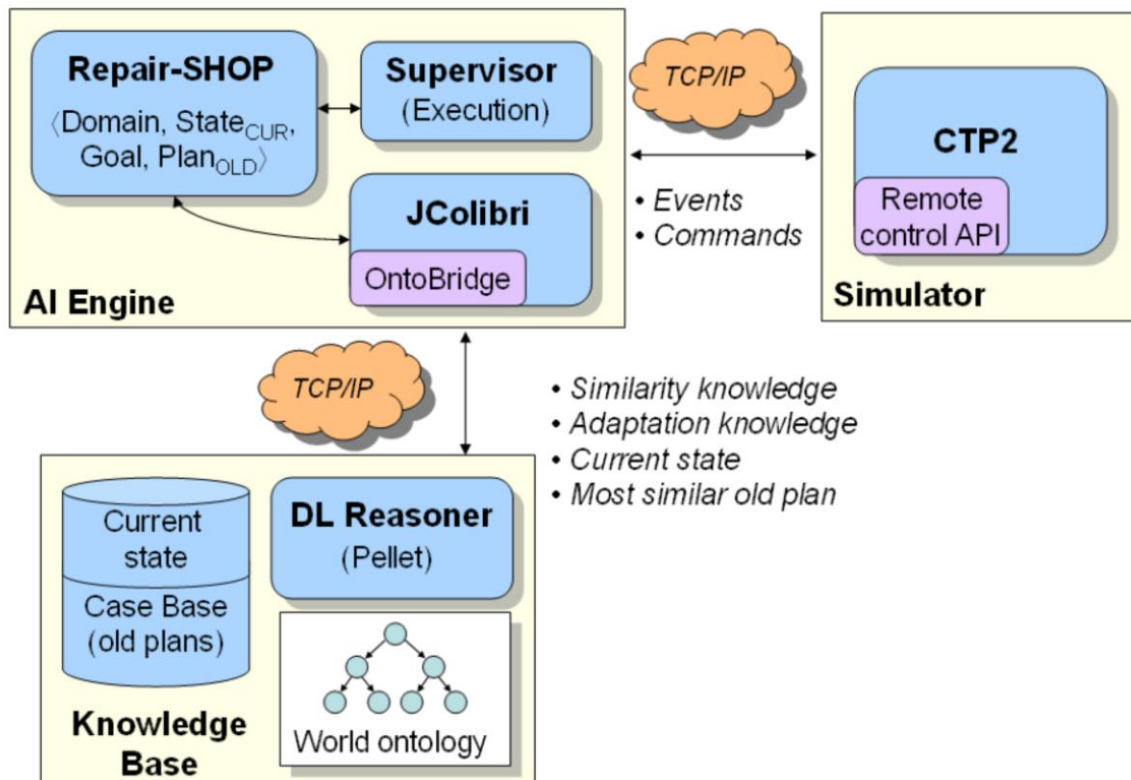 Repair-SHOP
⟨Domain, StateCUR,
Goal, PlanOLD⟩
Supervisor
(Execution)
JColibri
OntoBridge
AI Engine
TCP/IP
• Events
• Commands
CTP2
Remote
control API
Simulator
TCP/IP
• Similarity knowledge
• Adaptation knowledge
• Current state
• Most similar old plan
Current
state
Case Base
(old plans)
DL Reasoner
(Pellet)
World ontology
Knowledge
Base